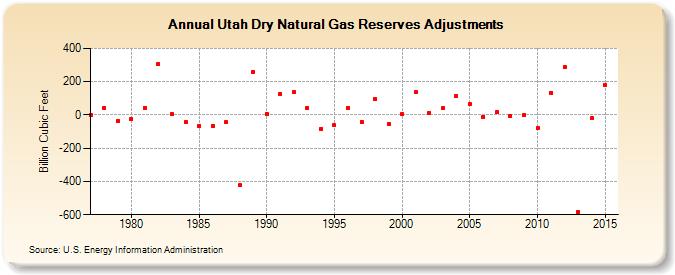 Annual Utah Dry Natural Gas Reserves Adjustments
Billion Cubic Feet
400
200
0
-200
-400
-600
1980 1985 1990 1995 2000 2005 2010 2015
Source: U.S. Energy Information Administration